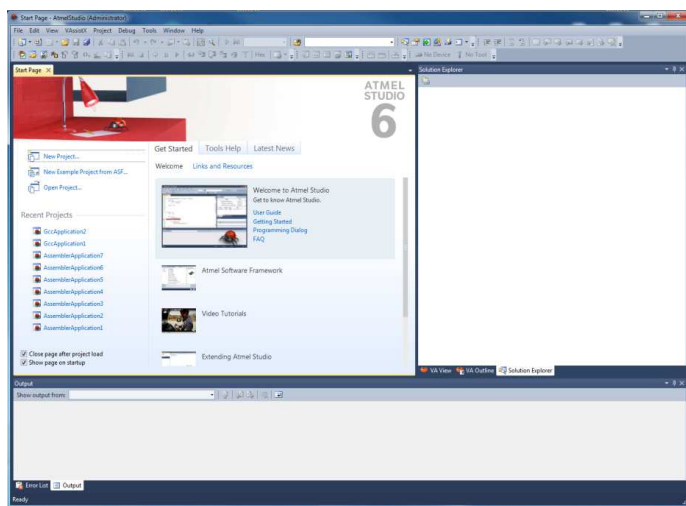 Start Page - AtmelStudio (Administrator)
File Edit View VAssistX Project Debug Tools Window Help
Hex
No Device No Tool
Start Page
Solution Explorer
ATMEL
STUDIO
6
Get Started Tools Help Latest News
Welcome Links and Resources
New Project...
New Example Project from ASF...
Open Project...
Recent Projects
GccApplication2
GccApplication1
AssemblerApplication7
AssemblerApplication6
AssemblerApplication5
AssemblerApplication4
AssemblerApplication3
AssemblerApplication2
AssemblerApplication1
Close page after project load
Show page on startup
Welcome to Atmel Studio
Get to know Atmel Studio.
User Guide
Getting Started
Programming Dialog
FAQ
Atmel Software Framework
Video Tutorials
Extending Atmel Studio
VA View VA Outline Solution Explorer
Output
Show output from:
Error List Output
Ready